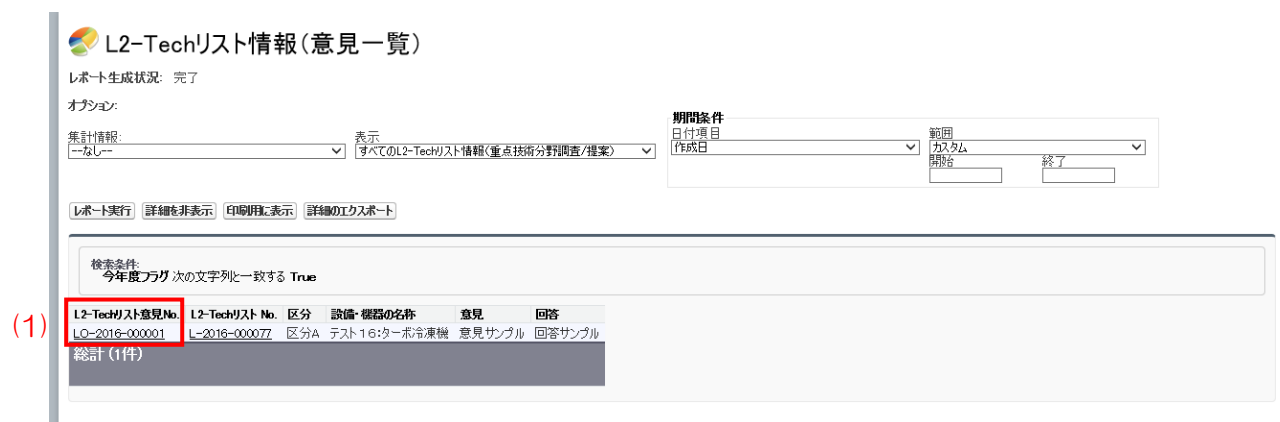 L2-Techリスト情報(意見一覧)
レポート生成状況: 完了
オプション:
集計情報:
--なし--
表示
すべてのL2-Techリスト情報(重点技術分野調査/提案)
期間条件
日付項目
作成日
範囲
カスタム
開始 終了
レポート実行 詳細を非表示 印刷用に表示 詳細のエクスポート
検索条件:
今年度フラグ 次の文字列と一致する True
L2-Techリスト意見No. L2-Techリスト No. 区分 設備・機器の名称 意見 回答
(1) LO-2016-000001 L-2016-000077 区分A テスト16:ターボ冷凍機 意見サンプル 回答サンプル
総計 (1件)